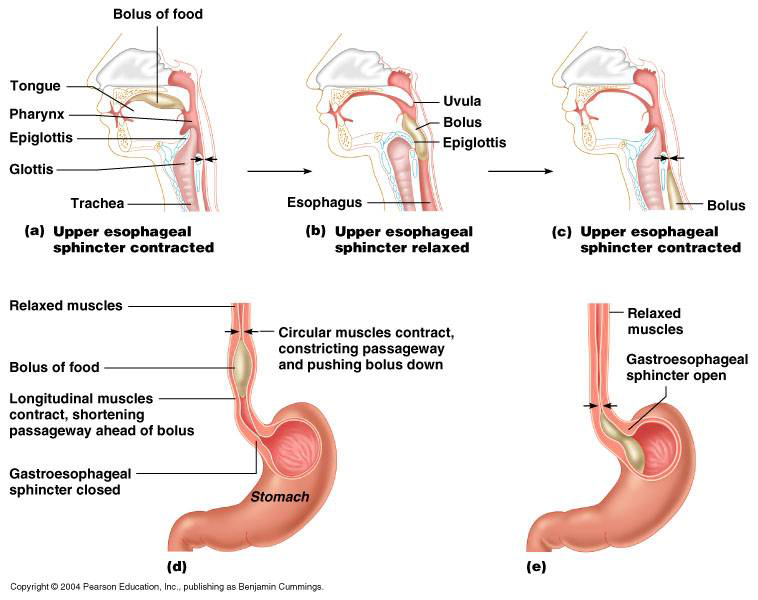 Bolus of food
Tongue
Pharynx
Epiglottis
Glottis
Trachea
(a) Upper esophageal
sphincter contracted
Uvula
Bolus
Epiglottis
Esophagus
(b) Upper esophageal
sphincter relaxed
Bolus
(c) Upper esophageal
sphincter contracted
Relaxed muscles
Circular muscles contract,
constricting passageway
and pushing bolus down
Bolus of food
Longitudinal muscles
contract, shortening
passageway ahead of bolus
Gastroesophageal
sphincter closed
Stomach
(d)
Relaxed
muscles
Gastroesophageal
sphincter open
(e)
Copyright © 2004 Pearson Education, Inc., publishing as Benjamin Cummings.